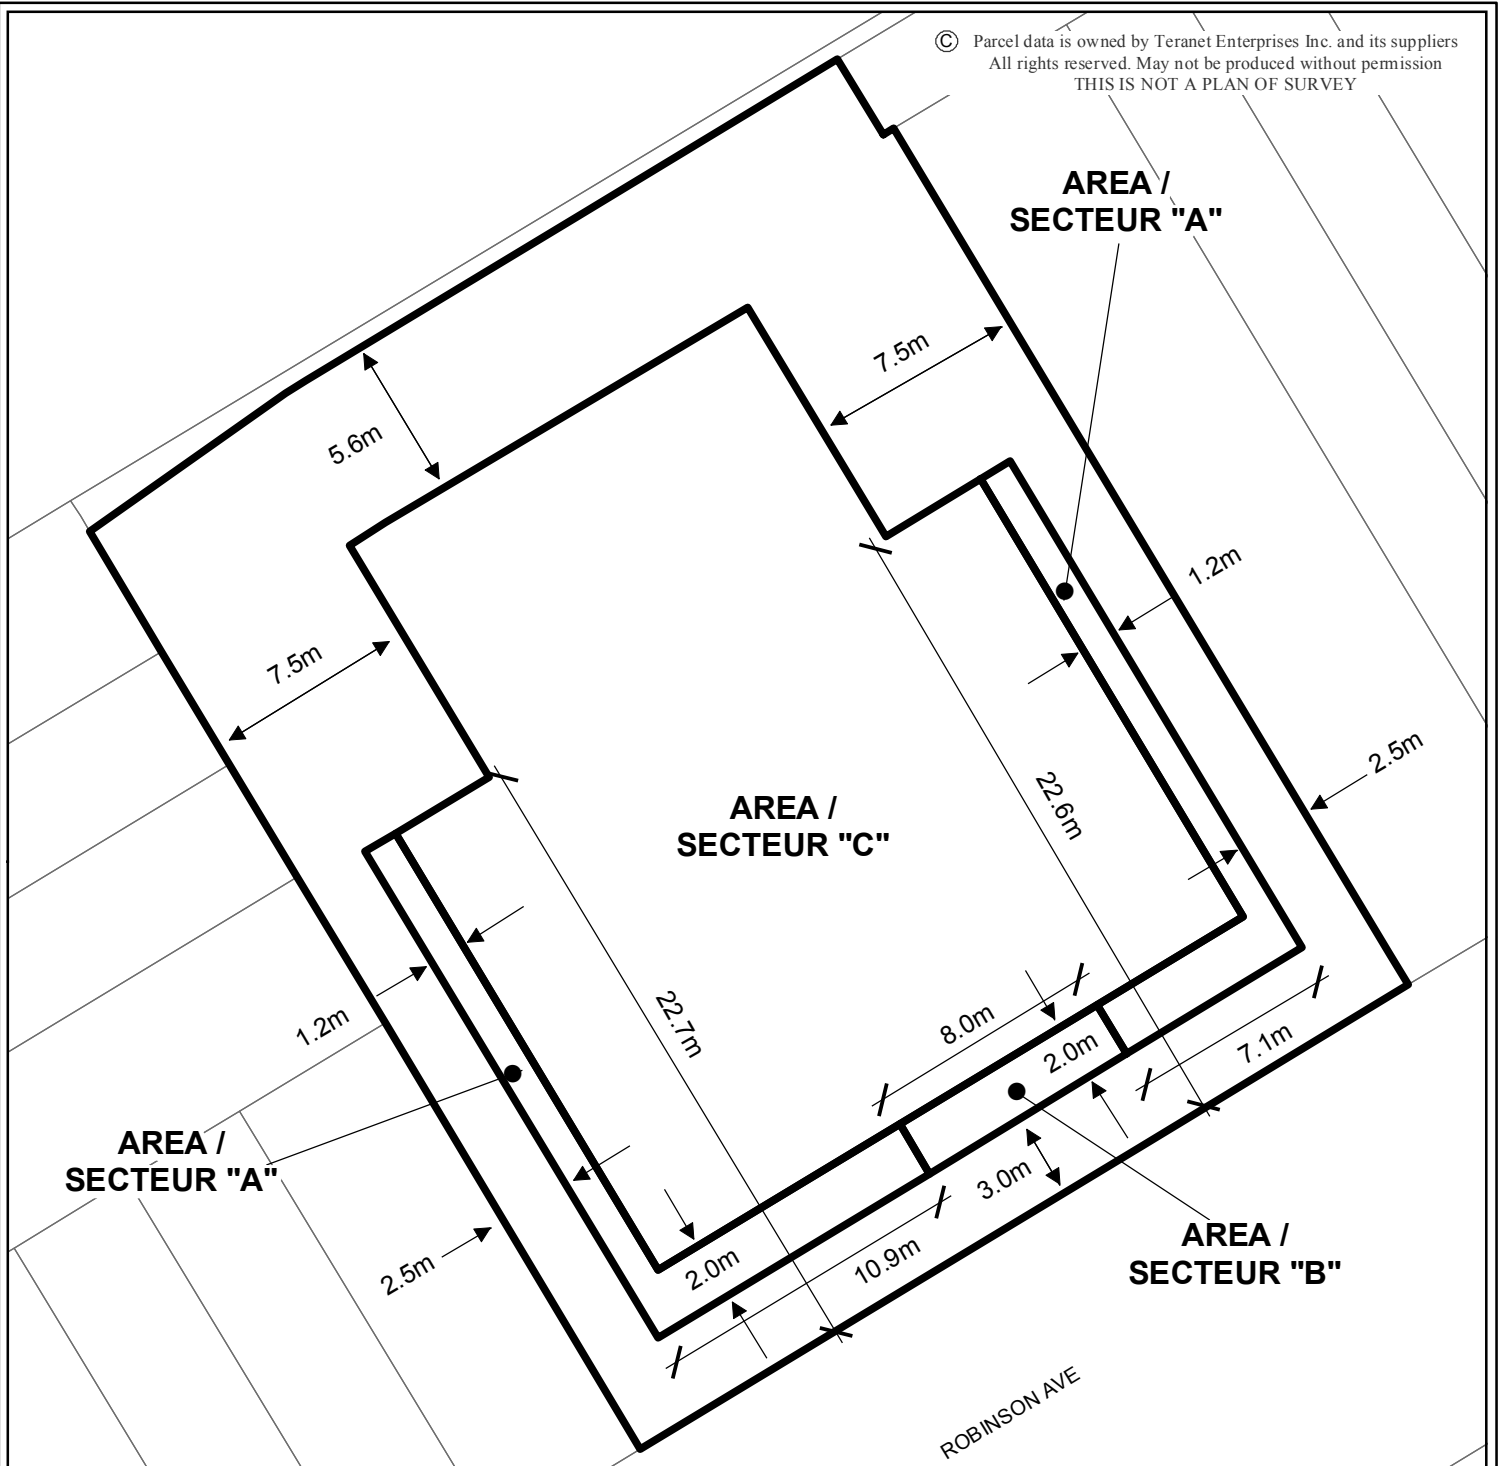 © Parcel data is owned by Teranet Enterprises Inc. and its suppliers
All rights reserved. May not be produced without permission
THIS IS NOT A PLAN OF SURVEY
AREA /
SECTEUR "A"
7.5m
5.6m
1.2m
7.5m
2.5m
22.6m
AREA /
SECTEUR "C"
22.7m
8.0m
2.0m
7.1m
1.2m
AREA /
SECTEUR "A"
3.0m
2.5m
2.0m
10.9m
AREA /
SECTEUR "B"
ROBINSON AVE